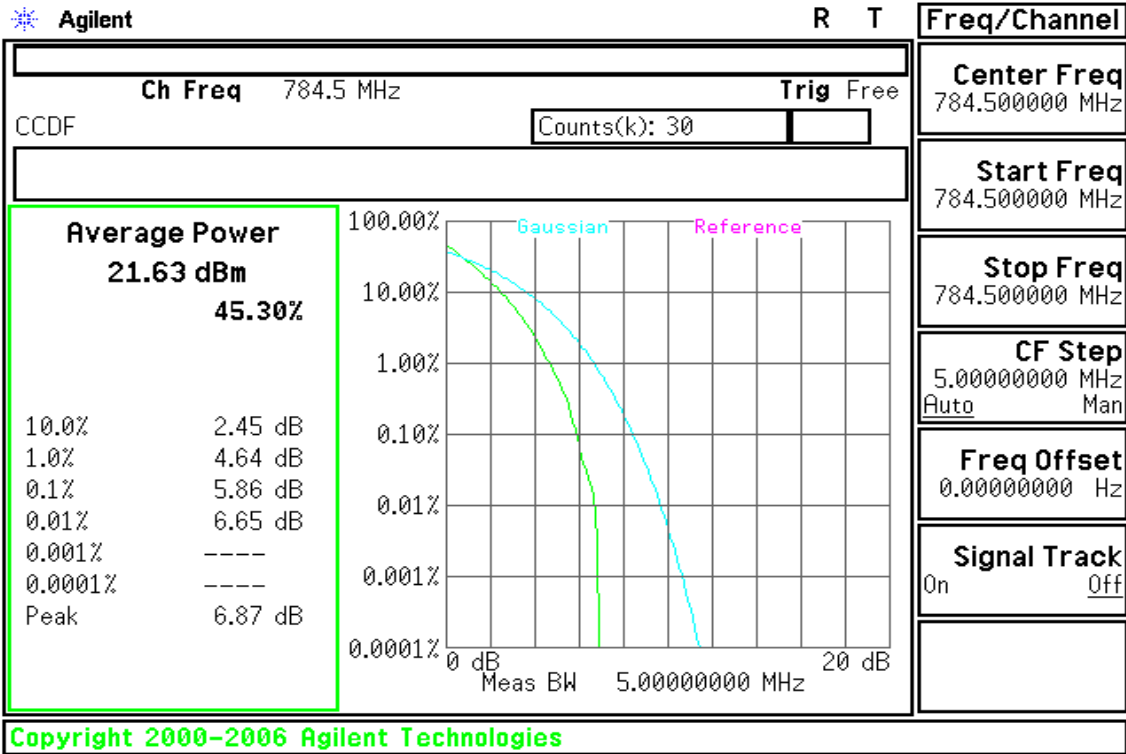 Agilent
R T
Freq/Channel
Ch Freq 784.5 MHz
Trig Free
CCDF
Counts(k): 30
Average Power
21.63 dBm
45.30%
10.0% 2.45 dB
1.0% 4.64 dB
0.1% 5.86 dB
0.01% 6.65 dB
0.001% ----
0.0001% ----
Peak 6.87 dB
Gaussian
Reference
100.00%
10.00%
1.00%
0.10%
0.01%
0.001%
0.0001%
0 dB
20 dB
Meas BW 5.00000000 MHz
Center Freq
784.500000 MHz
Start Freq
784.500000 MHz
Stop Freq
784.500000 MHz
CF Step
5.00000000 MHz
Auto Man
Freq Offset
0.00000000 Hz
Signal Track
On Off
Copyright 2000-2006 Agilent Technologies